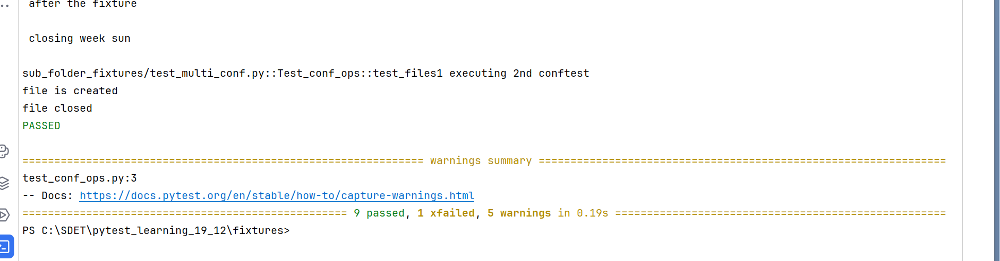 after the fixture
closing week sun
sub_folder_fixtures/test_multi_conf.py::Test_conf_ops::test_files1 executing 2nd conftest
file is created
file closed
PASSED
=============================================================== warnings summary ================================================================
test_conf_ops.py:3
-- Docs: https://docs.pytest.org/en/stable/how-to/capture-warnings.html
=================================================== 9 passed, 1 xfailed, 5 warnings in 0.19s ====================================================
PS C:\SDET\pytest_learning_19_12\fixtures>